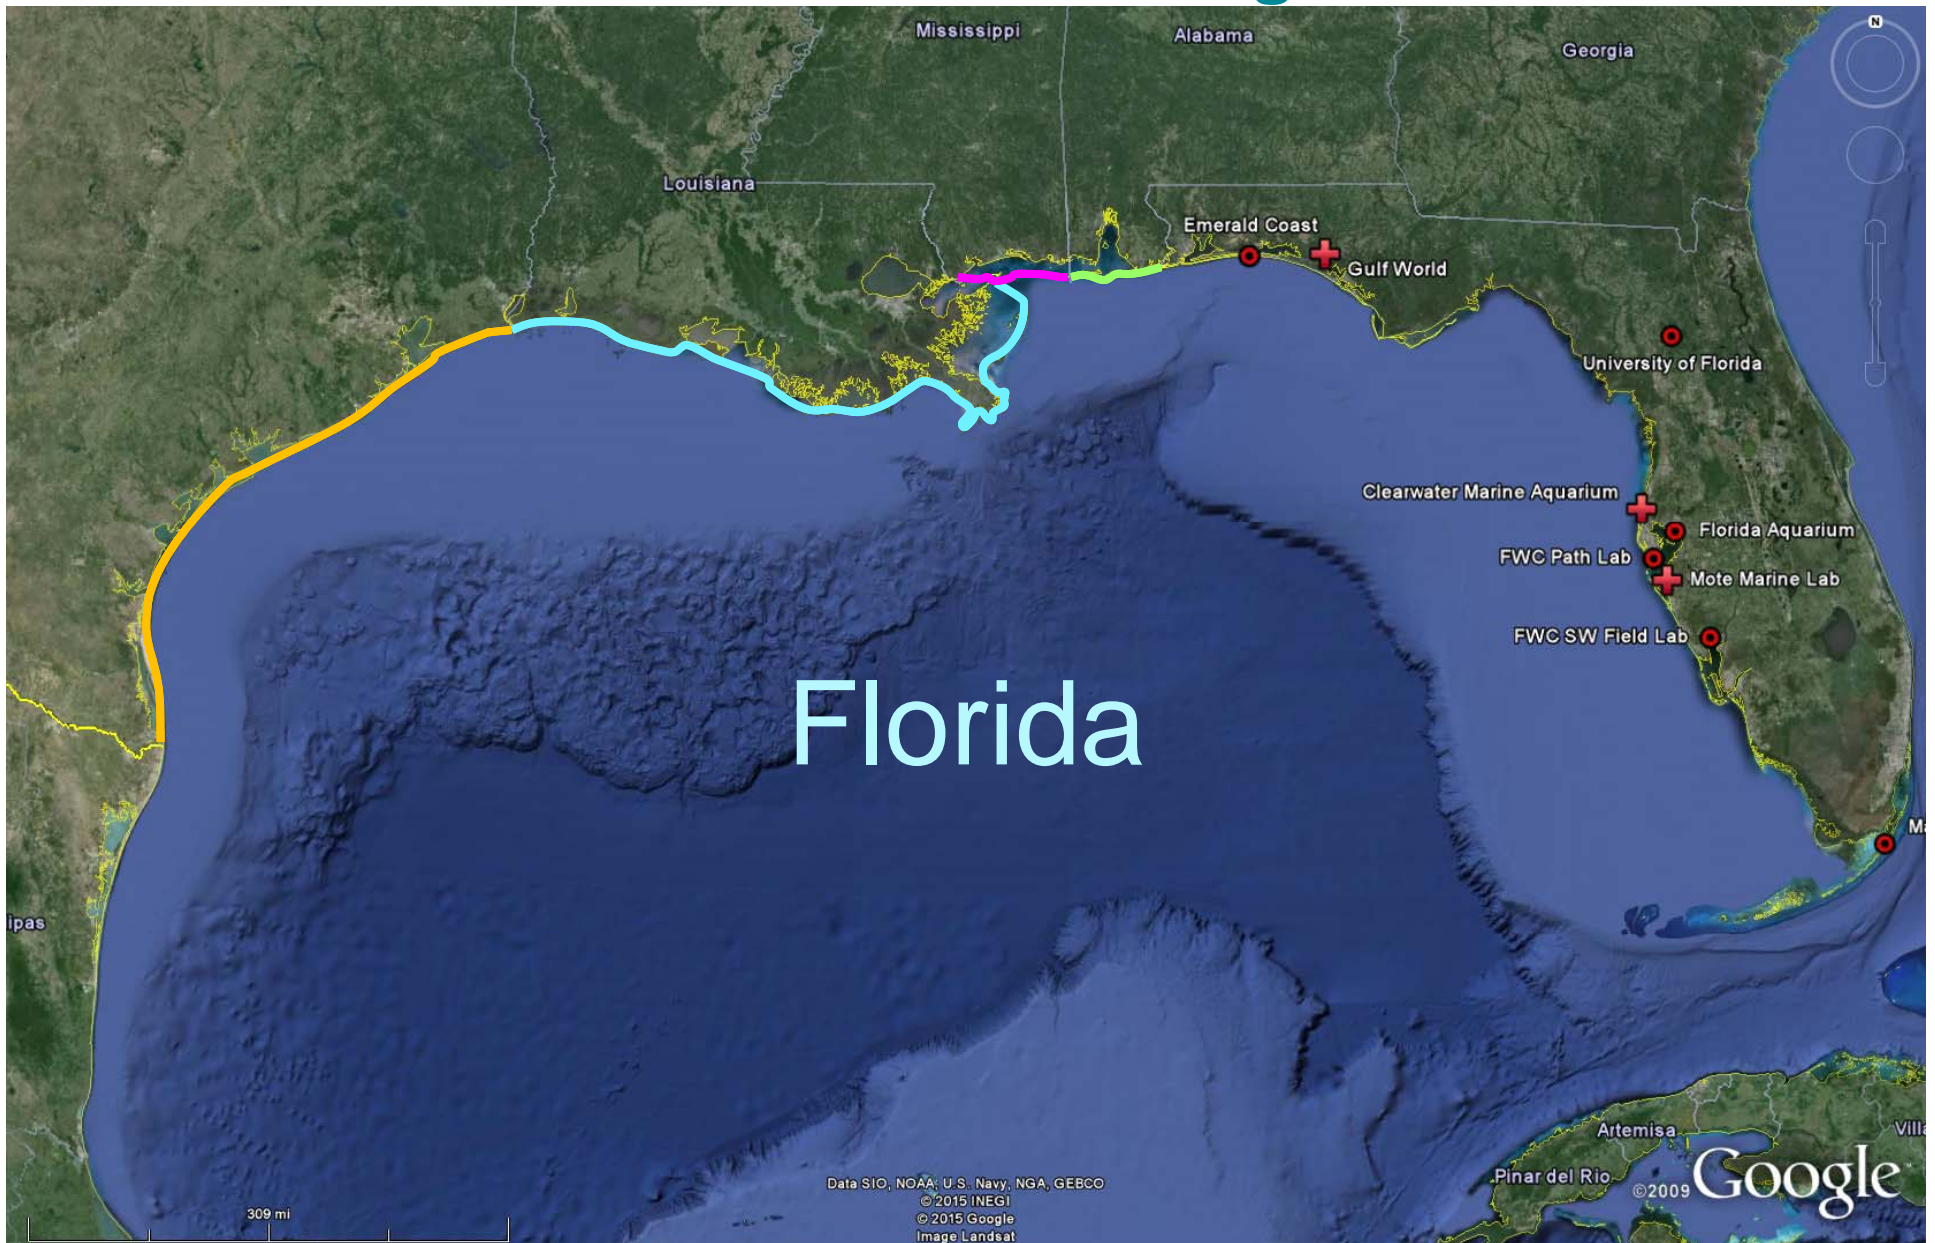 Mississippi
Alabama
Georgia
N
Louisiana
Emerald Coast
Gulf World
University of Florida
Clearwater Marine Aquarium
Florida Aquarium
FWC Path Lab
Mote Marine Lab
FWC SW Field Lab
Florida
Ma
ipas
Artemisa
Villa
Pinar del Rio
©2009 Google
Data SIO, NOAA, U.S. Navy, NGA, GEBCO
© 2015 INEGI
© 2015 Google
Image Landsat
309 mi